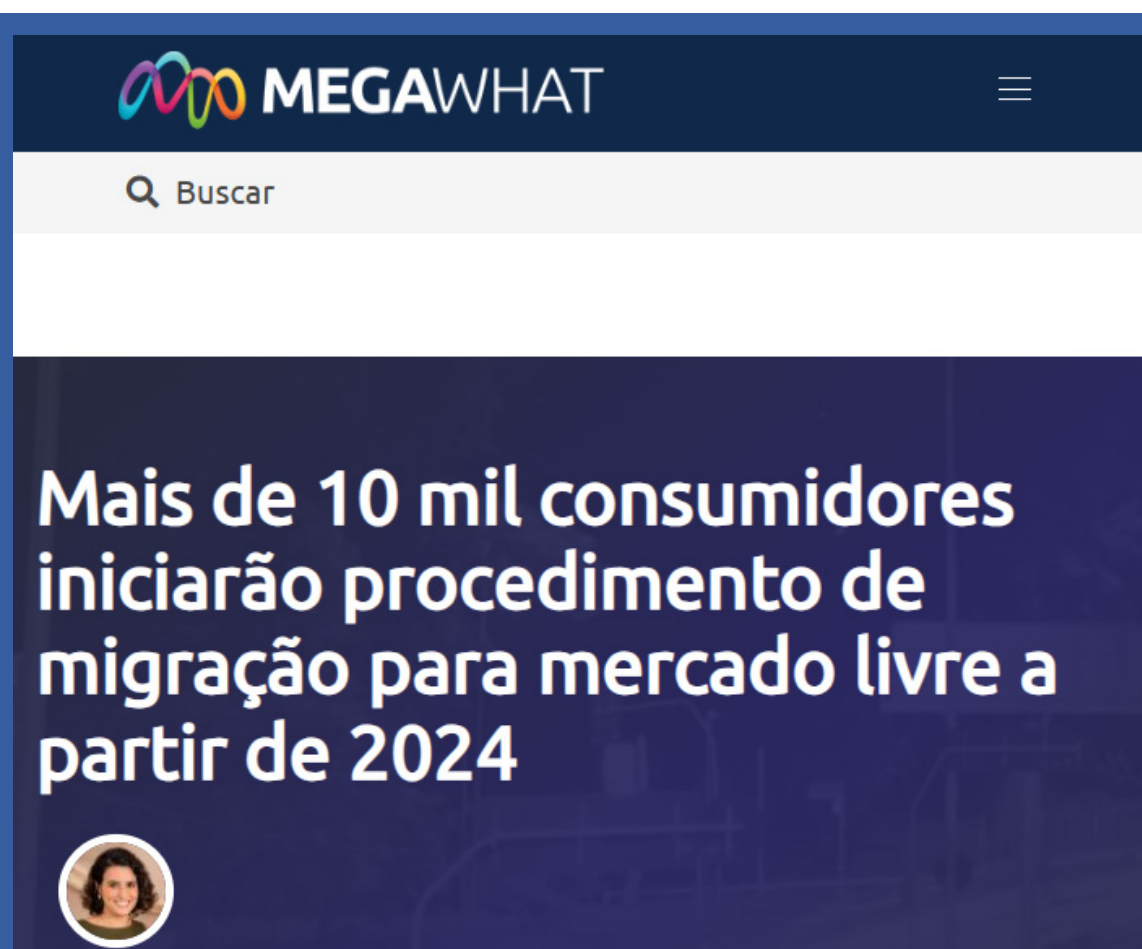 MEGAWHAT
Buscar
Mais de 10 mil consumidores
iniciarão procedimento de
migração para mercado livre a
partir de 2024